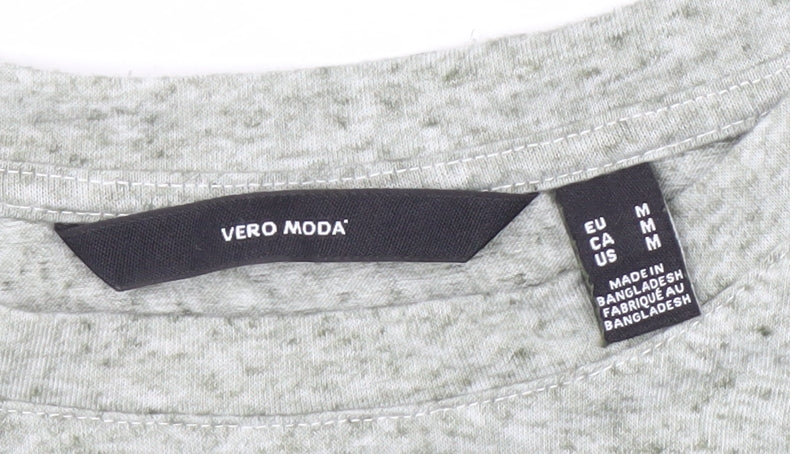 VERO MODA
EU M
CA M
US M
MADE IN
BANGLADESH
FABRIQUÉ AU
BANGLADESH